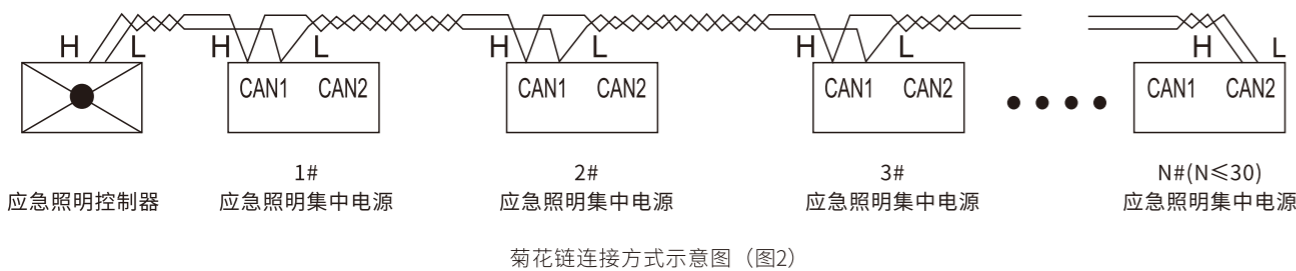 H L H L H L H L H L
CAN1 CAN2 CAN1 CAN2 CAN1 CAN2 CAN1 CAN2
1# 2# 3# N#(N≤30)
应急照明控制器 应急照明集中电源 应急照明集中电源 应急照明集中电源 应急照明集中电源
菊花链连接方式示意图（图2）